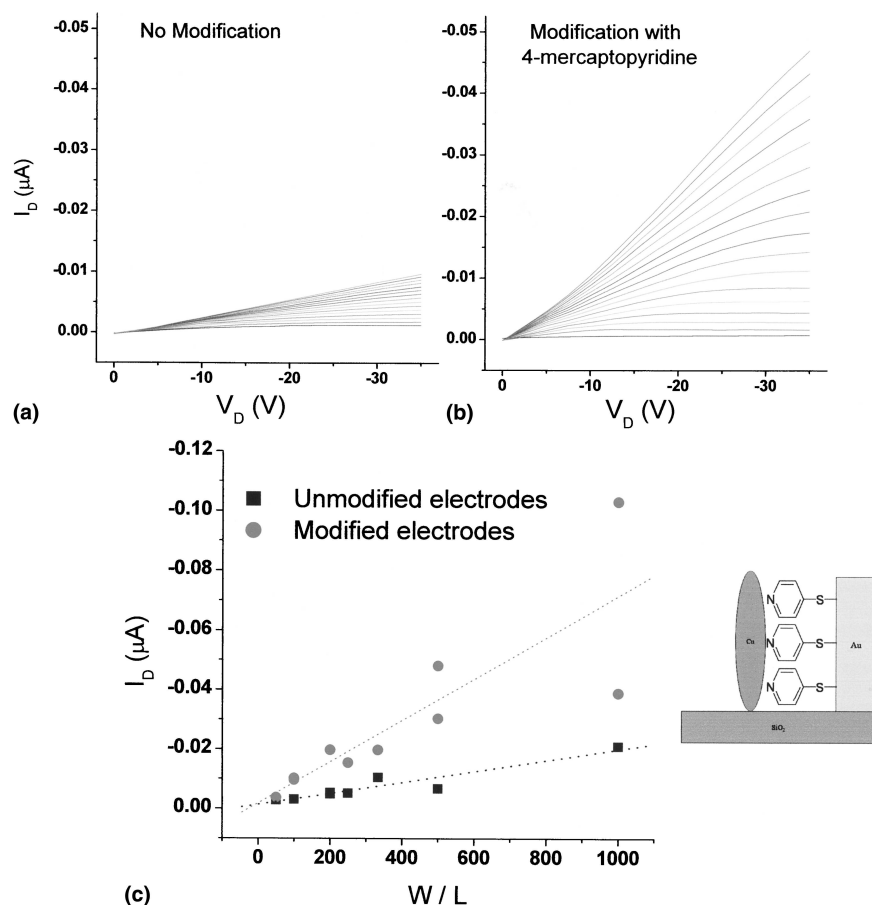 No Modification
-0.05
-0.04
-0.03
-0.02
-0.01
0.00
I_D (µA)
0 -10 -20 -30
V_D (V)
(a)
Modification with
4-mercaptopyridine
-0.05
-0.04
-0.03
-0.02
-0.01
0.00
0 -10 -20 -30
V_D (V)
(b)
-0.12
-0.10
-0.08
-0.06
-0.04
-0.02
0.00
I_D (µA)
Unmodified electrodes
Modified electrodes
0 200 400 600 800 1000
W / L
(c)
N S
N S
N S
Cu
Au
SiO₂